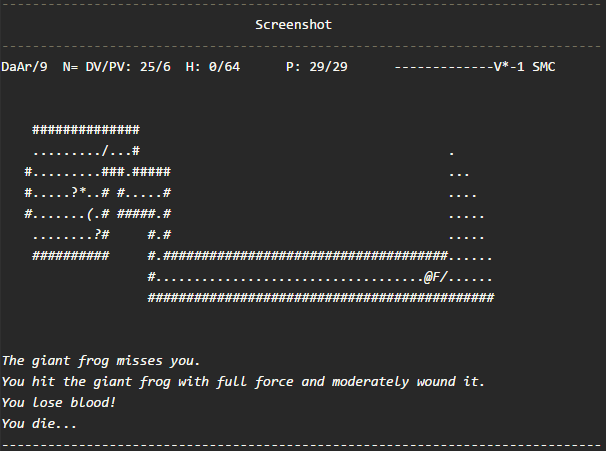 --------------------------------------------------------------------------------
Screenshot
--------------------------------------------------------------------------------
DaAr/9  N= DV/PV: 25/6  H: 0/64      P: 29/29      -------------V*-1 SMC
    ##############
    ........./...#                                        .
   #.........###.#####                                    ...
   #.....?*..# #.....#                                    ....
   #.......(.# #####.#                                    .....
    ........?#     #.#                                    .....
    ##########     #.#####################################......
                   #...................................@F/......
                   #############################################
The giant frog misses you.
You hit the giant frog with full force and moderately wound it.
You lose blood!
You die...
--------------------------------------------------------------------------------